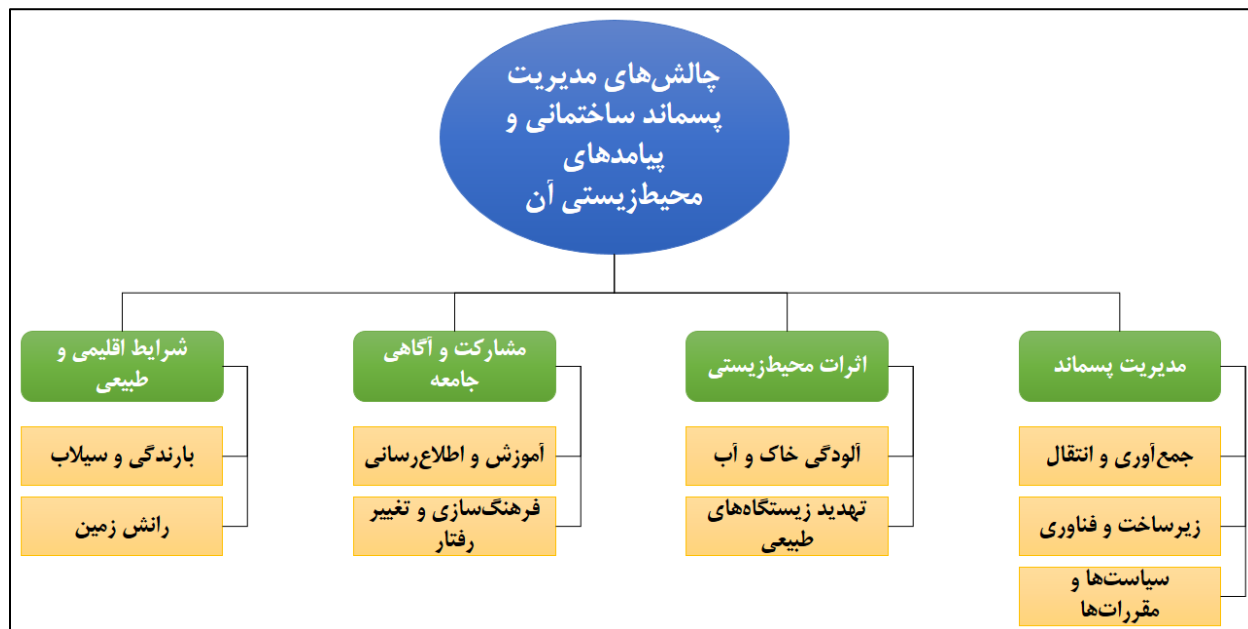 چالش‌های مدیریت
پسماند ساختمانی و
پیامدهای
محیط‌زیستی آن
مدیریت پسماند
جمع‌آوری و انتقال
زیرساخت و فناوری
سیاست‌ها و
مقررات‌ها
اثرات محیط‌زیستی
آلودگی خاک و آب
تهدید زیستگاه‌های
طبیعی
مشارکت و آگاهی
جامعه
آموزش و اطلاع‌رسانی
فرهنگ‌سازی و تغییر
رفتار
شرایط اقلیمی و
طبیعی
بارندگی و سیلاب
رانش زمین